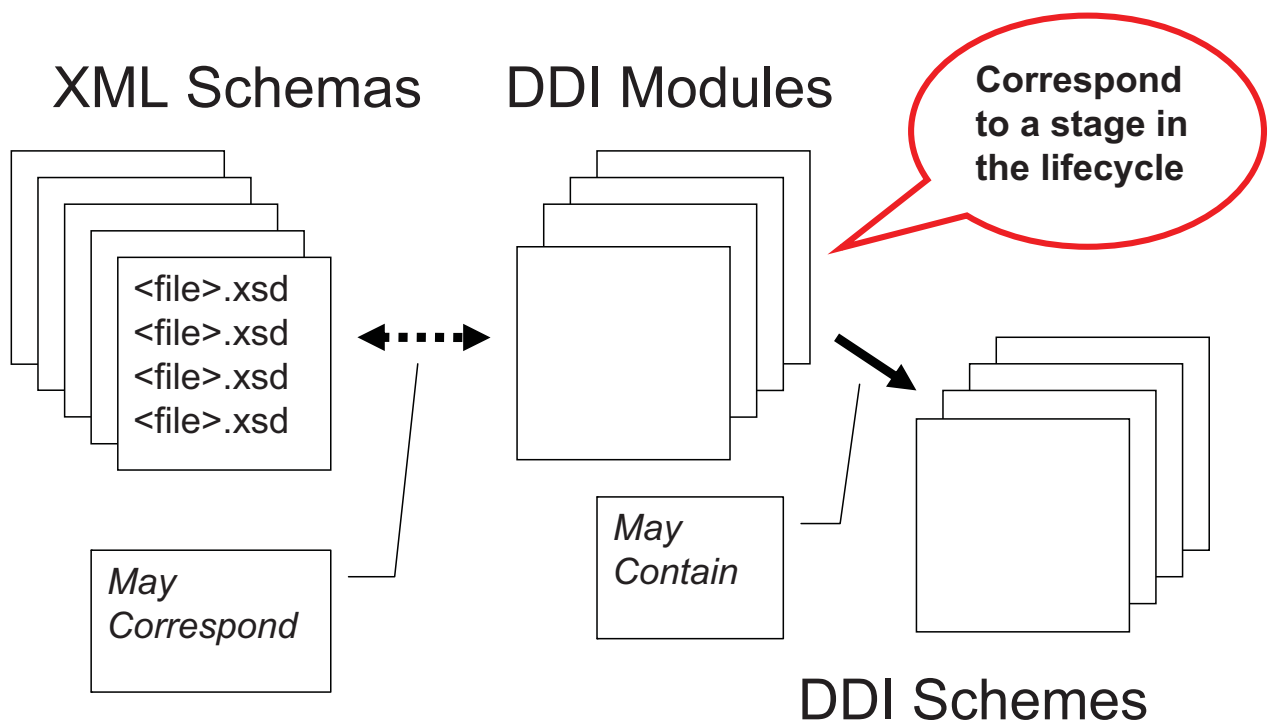 XML Schemas
DDI Modules
Correspond
to a stage in
the lifecycle
<file>.xsd
<file>.xsd
<file>.xsd
<file>.xsd
May
Correspond
May
Contain
DDI Schemes